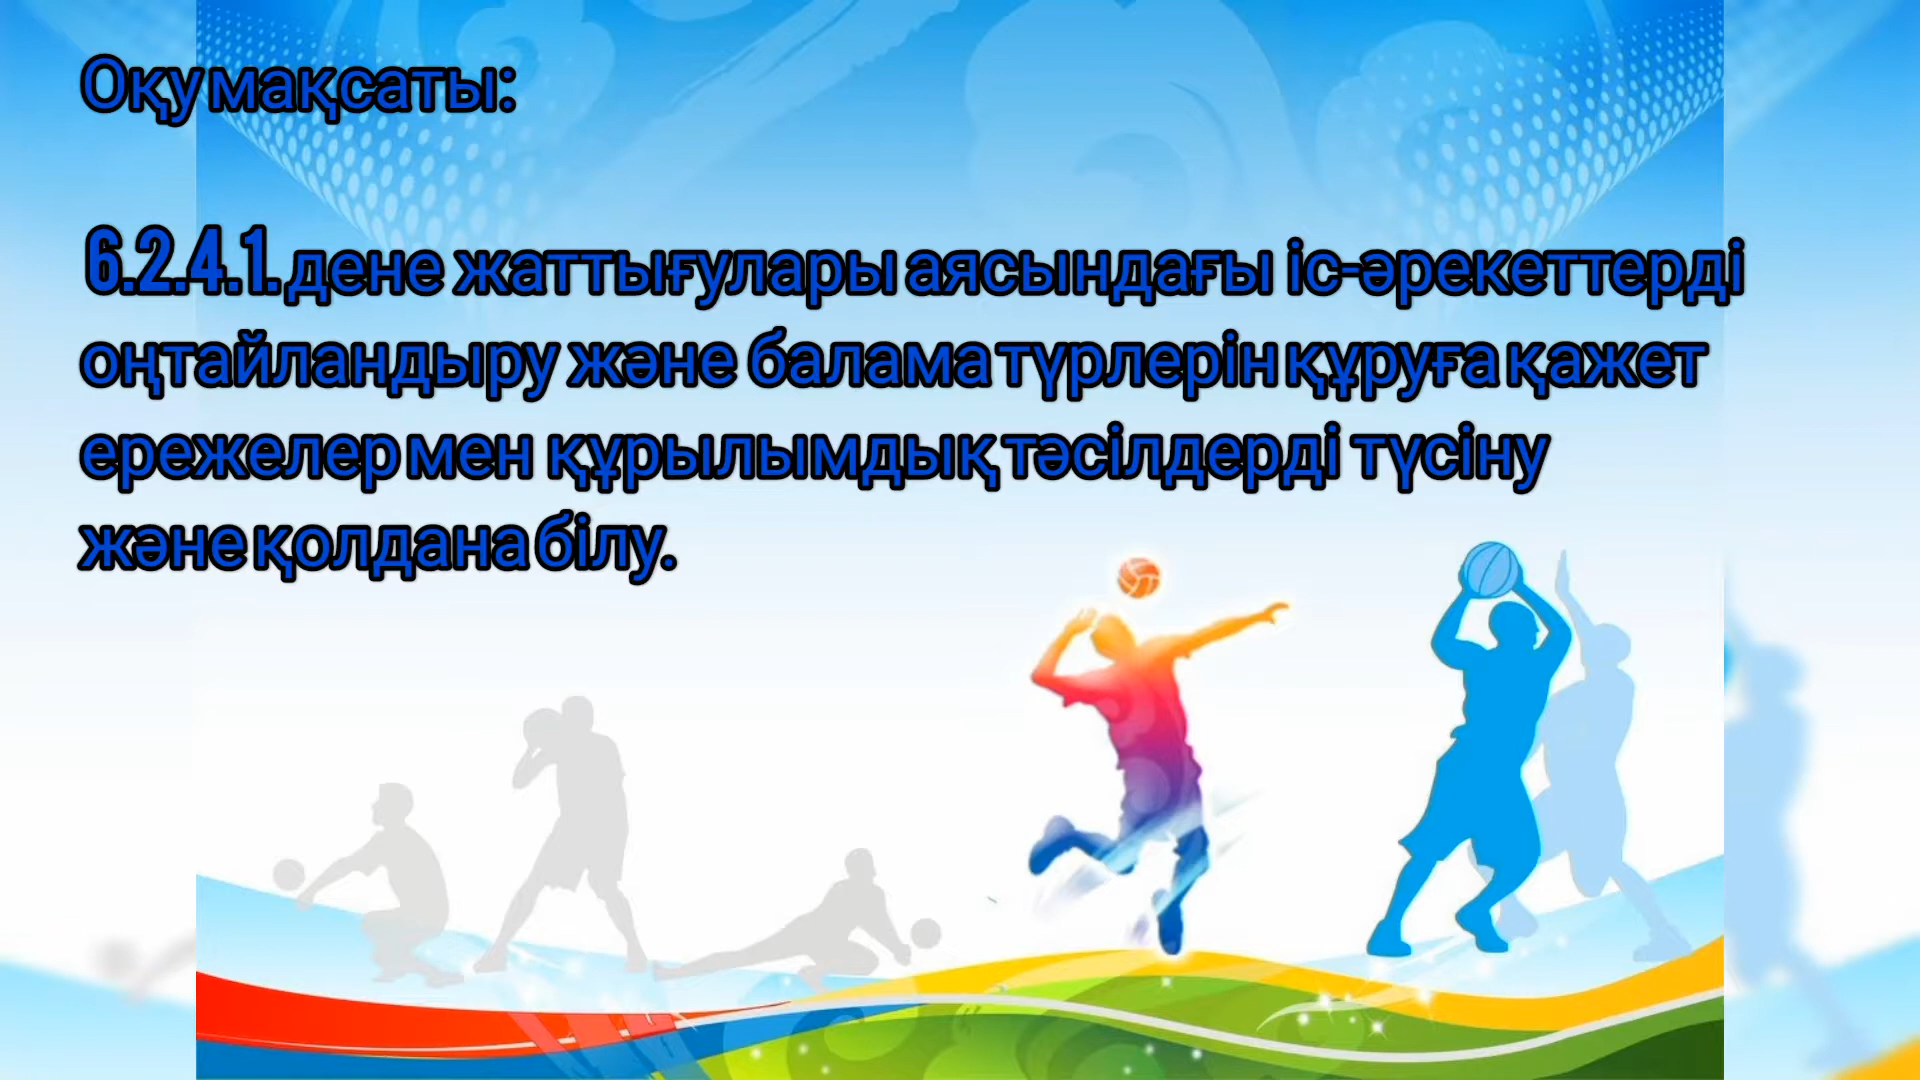 Оқу мақсаты:
6.2.4.1. дене жаттығулары аясындағы іс-әрекеттерді
оңтайландыру және балама түрлерін құруға қажет
ережелер мен құрылымдық тәсілдерді түсіну
және қолдана білу.